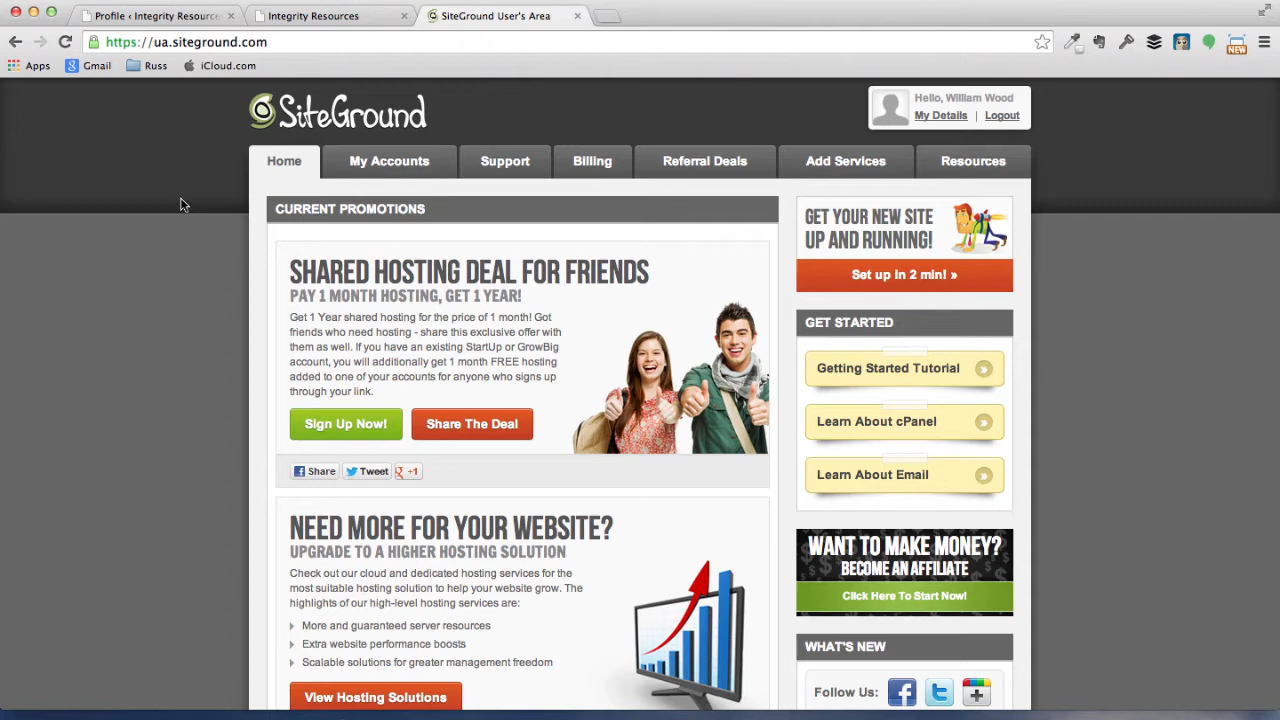 Profile ‹ Integrity Resource
Integrity Resources
SiteGround User's Area
https://ua.siteground.com
NEW
Apps
Gmail
Russ
iCloud.com
SiteGround
Hello, William Wood
My Details | Logout
Home
My Accounts
Support
Billing
Referral Deals
Add Services
Resources
CURRENT PROMOTIONS
SHARED HOSTING DEAL FOR FRIENDS
PAY 1 MONTH HOSTING, GET 1 YEAR!
Get 1 Year shared hosting for the price of 1 month! Got
friends who need hosting - share this exclusive offer with
them as well. If you have an existing StartUp or GrowBig
account, you will additionally get 1 month FREE hosting
added to one of your accounts for anyone who signs up
through your link.
Sign Up Now!
Share The Deal
Share
Tweet
+1
NEED MORE FOR YOUR WEBSITE?
UPGRADE TO A HIGHER HOSTING SOLUTION
Check out our cloud and dedicated hosting services for the
most suitable hosting solution to help your website grow. The
highlights of our high-level hosting services are:
More and guaranteed server resources
Extra website performance boosts
Scalable solutions for greater management freedom
View Hosting Solutions
GET YOUR NEW SITE
UP AND RUNNING!
Set up in 2 min! »
GET STARTED
Getting Started Tutorial
Learn About cPanel
Learn About Email
WANT TO MAKE MONEY?
BECOME AN AFFILIATE
Click Here To Start Now!
WHAT'S NEW
Follow Us: